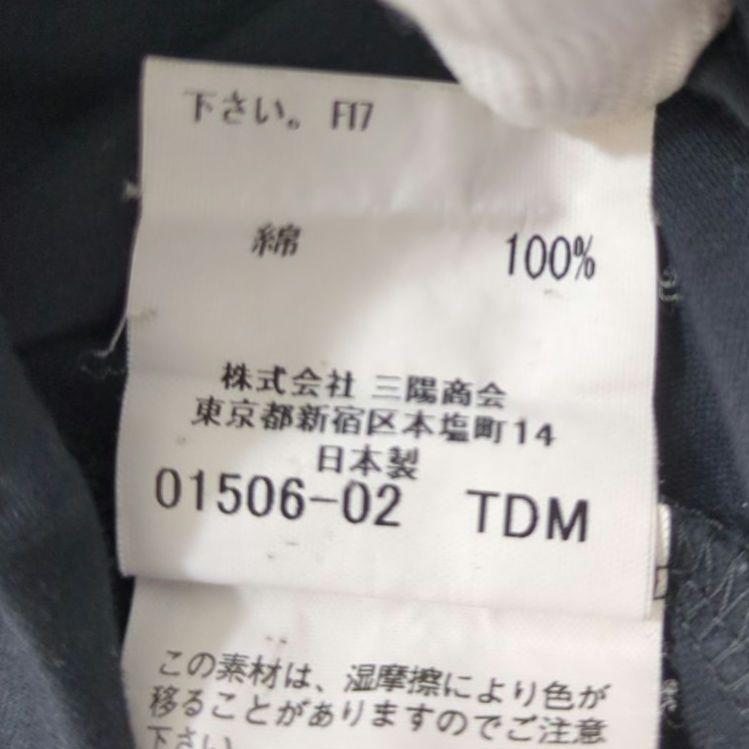 下さい。 F17
綿 100%
株式会社 三陽商会
東京都新宿区本塩町14
日本製
01506-02 TDM
この素材は、湿摩擦により色が
移ることがありますのでご注意
下さい